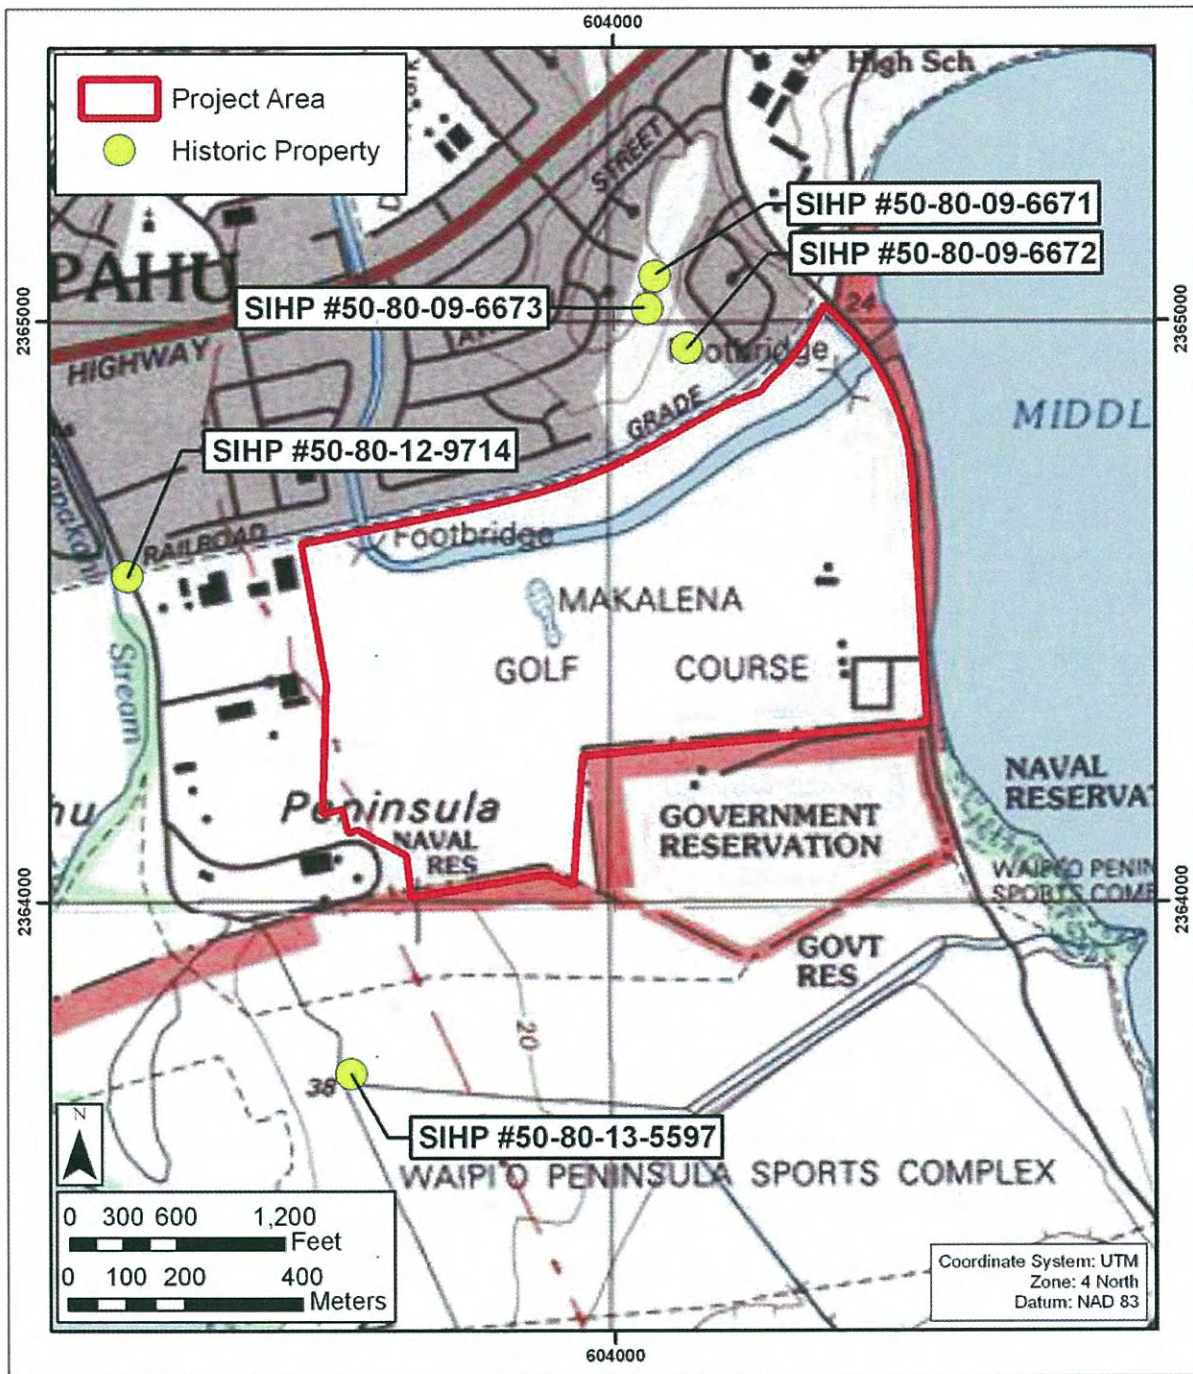 604000
Project Area
Historic Property
High Sch
STREET
SIHP #50-80-09-6671
SIHP #50-80-09-6672
PAHU
SIHP #50-80-09-6673
24
2365000
2365000
HIGHWAY
Footbridge
GRADE
MIDDL
SIHP #50-80-12-9714
RAILROAD
Footbridge
MAKALENA
GOLF COURSE
Stream
NAVAL
RESERVA
hu
Peninsula
NAVAL
RES
GOVERNMENT
RESERVATION
WAIPIO PENIN
SPORTS COMP
2364000
2364000
GOVT
RES
20
38
SIHP #50-80-13-5597
WAIPIO PENINSULA SPORTS COMPLEX
N
0 300 600 1,200
Feet
0 100 200 400
Meters
Coordinate System: UTM
Zone: 4 North
Datum: NAD 83
604000